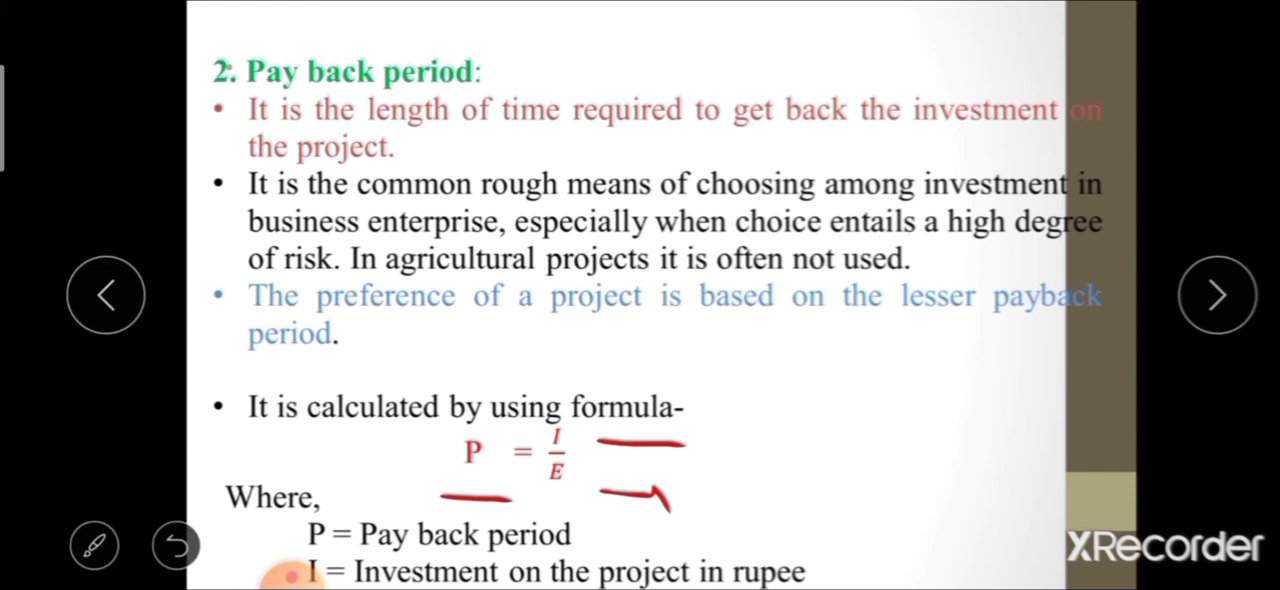 2. Pay back period:
• It is the length of time required to get back the investment on
the project.
• It is the common rough means of choosing among investment in
business enterprise, especially when choice entails a high degree
of risk. In agricultural projects it is often not used.
• The preference of a project is based on the lesser payback
period.
• It is calculated by using formula-
P = I/E
Where,
P = Pay back period
I = Investment on the project in rupee
XRecorder